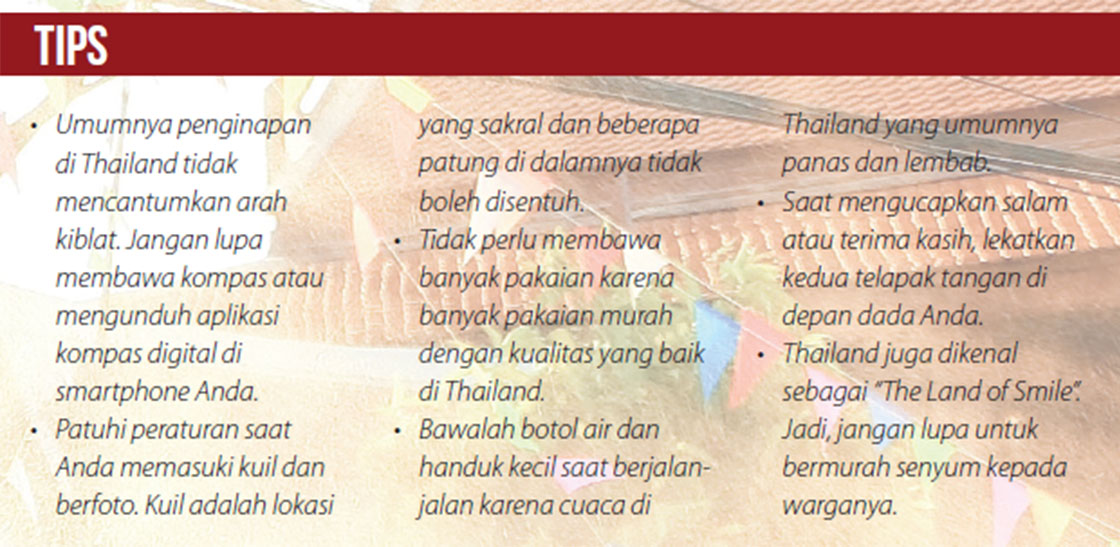 TIPS
• Umumnya penginapan
di Thailand tidak
mencantumkan arah
kiblat. Jangan lupa
membawa kompas atau
mengunduh aplikasi
kompas digital di
smartphone Anda.
• Patuhi peraturan saat
Anda memasuki kuil dan
berfoto. Kuil adalah lokasi
yang sakral dan beberapa
patung di dalamnya tidak
boleh disentuh.
• Tidak perlu membawa
banyak pakaian karena
banyak pakaian murah
dengan kualitas yang baik
di Thailand.
• Bawalah botol air dan
handuk kecil saat berjalan-
jalan karena cuaca di
Thailand yang umumnya
panas dan lembab.
• Saat mengucapkan salam
atau terima kasih, lekatkan
kedua telapak tangan di
depan dada Anda.
• Thailand juga dikenal
sebagai “The Land of Smile”.
Jadi, jangan lupa untuk
bermurah senyum kepada
warganya.